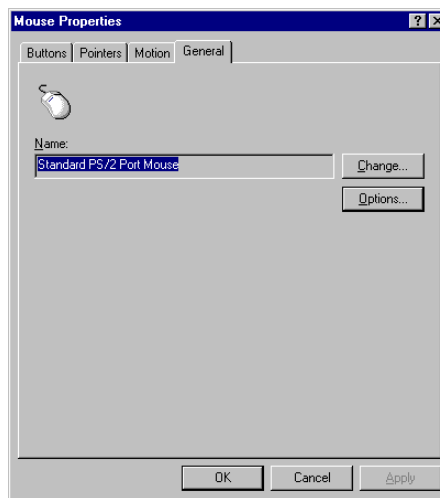 Mouse Properties
Buttons Pointers Motion General
Name:
Standard PS/2 Port Mouse
Change...
Options...
OK Cancel Apply